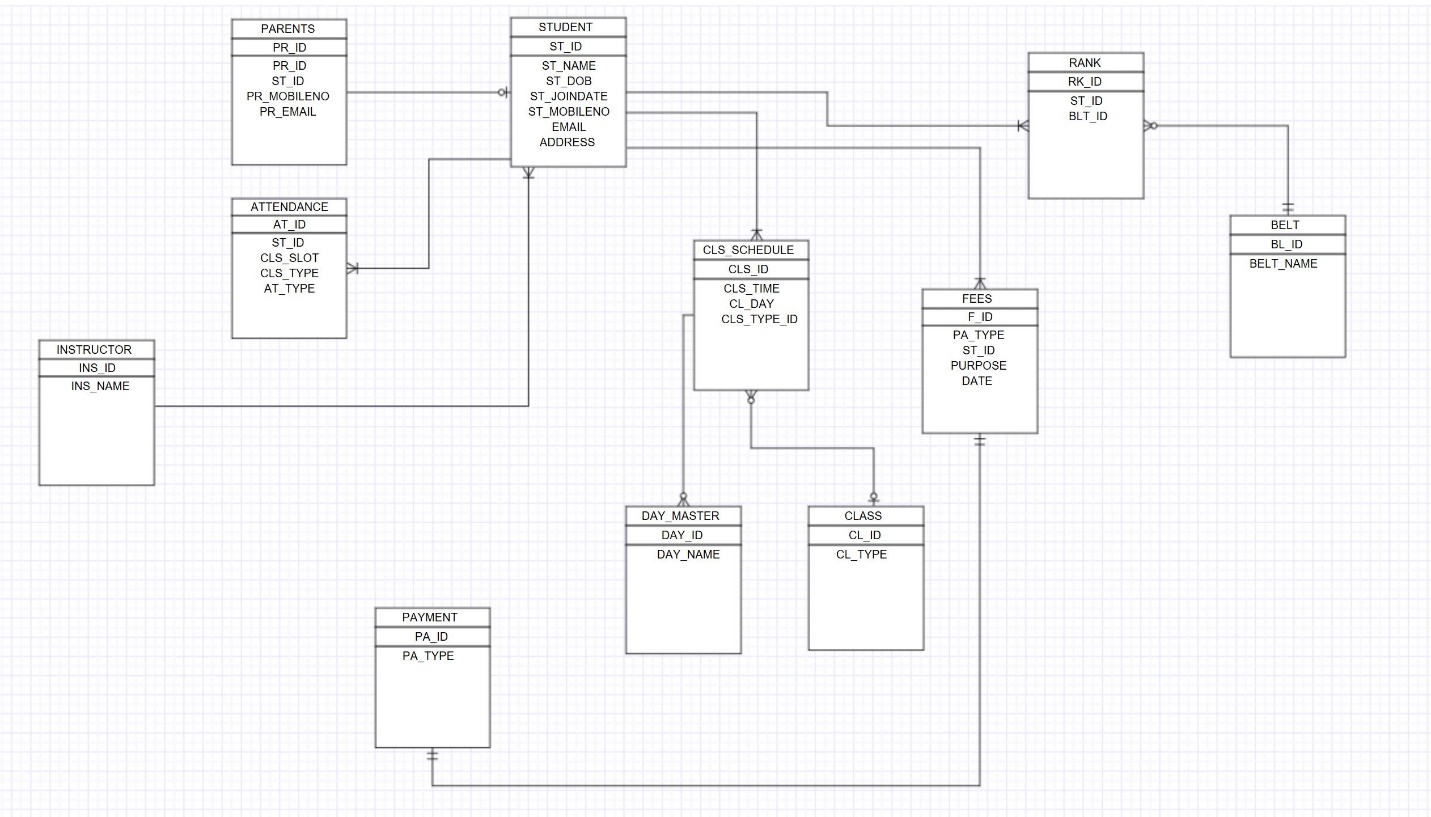 PARENTS
PR_ID
PR_ID
ST_ID
PR_MOBILENO
PR_EMAIL
STUDENT
ST_ID
ST_NAME
ST_DOB
ST_JOINDATE
ST_MOBILENO
EMAIL
ADDRESS
RANK
RK_ID
ST_ID
BLT_ID
ATTENDANCE
AT_ID
ST_ID
CLS_SLOT
CLS_TYPE
AT_TYPE
CLS_SCHEDULE
CLS_ID
CLS_TIME
CL_DAY
CLS_TYPE_ID
BELT
BL_ID
BELT_NAME
FEES
F_ID
PA_TYPE
ST_ID
PURPOSE
DATE
INSTRUCTOR
INS_ID
INS_NAME
DAY_MASTER
DAY_ID
DAY_NAME
CLASS
CL_ID
CL_TYPE
PAYMENT
PA_ID
PA_TYPE